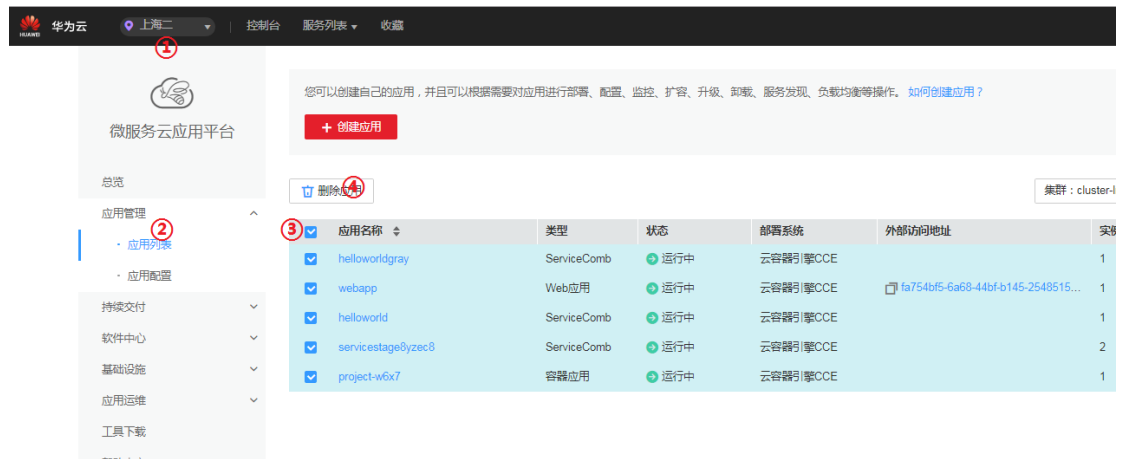 HUAWEI 华为云 上海二 控制台 服务列表 收藏
①
微服务云应用平台
总览
应用管理
②
· 应用列表
· 应用配置
持续交付
软件中心
基础设施
应用运维
工具下载
您可以创建自己的应用，并且可以根据需要对应用进行部署、配置、监控、扩容、升级、卸载、服务发现、负载均衡等操作。 如何创建应用？
+ 创建应用
删除应用 ④ 集群：cluster-l
③ 应用名称 类型 状态 部署系统 外部访问地址 实例
helloworldgray ServiceComb 运行中 云容器引擎CCE 1
webapp Web应用 运行中 云容器引擎CCE fa754bf5-6a68-44bf-b145-2548515... 1
helloworld ServiceComb 运行中 云容器引擎CCE 1
servicestage8yzec8 ServiceComb 运行中 云容器引擎CCE 2
project-w6x7 容器应用 运行中 云容器引擎CCE 1